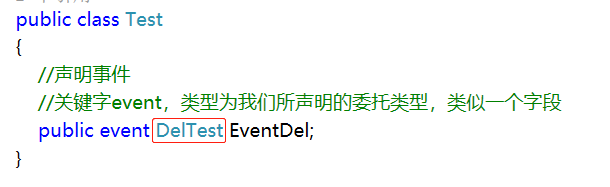 public class Test
{
//声明事件
//关键字event，类型为我们所声明的委托类型，类似一个字段
public event DelTest EventDel;
}